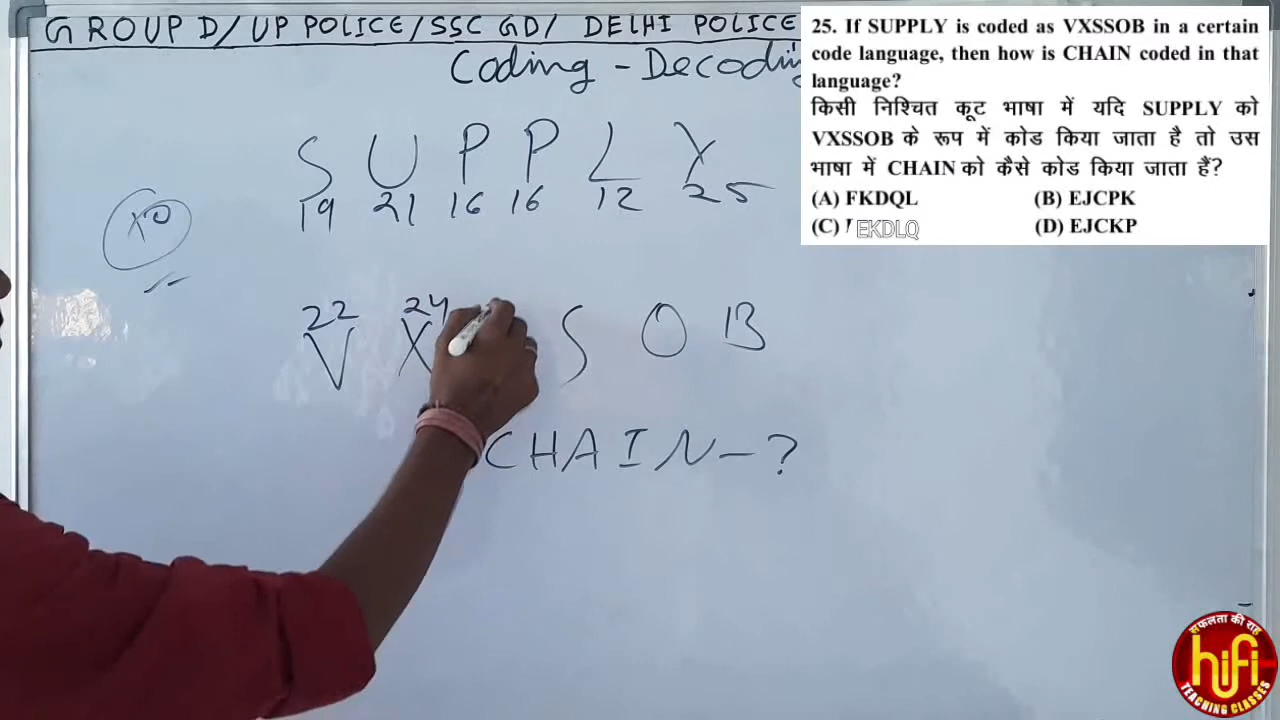 GROUP D/ UP POLICE/SSC GD/ DELHI POLICE
Coding - Decodin
25. If SUPPLY is coded as VXSSOB in a certain
code language, then how is CHAIN coded in that
language?
किसी निश्चित कूट भाषा में यदि SUPPLY को
VXSSOB के रूप में कोड किया जाता है तो उस
भाषा में CHAIN को कैसे कोड किया जाता हैं?
(A) FKDQL (B) EJCPK
(C) EKDLQ (D) EJCKP
S U P P L Y
19 21 16 16 12 25
22 24
V X S O B
CHAIN - ?
सफलता की राह
hifi
TEACHING CLASSES